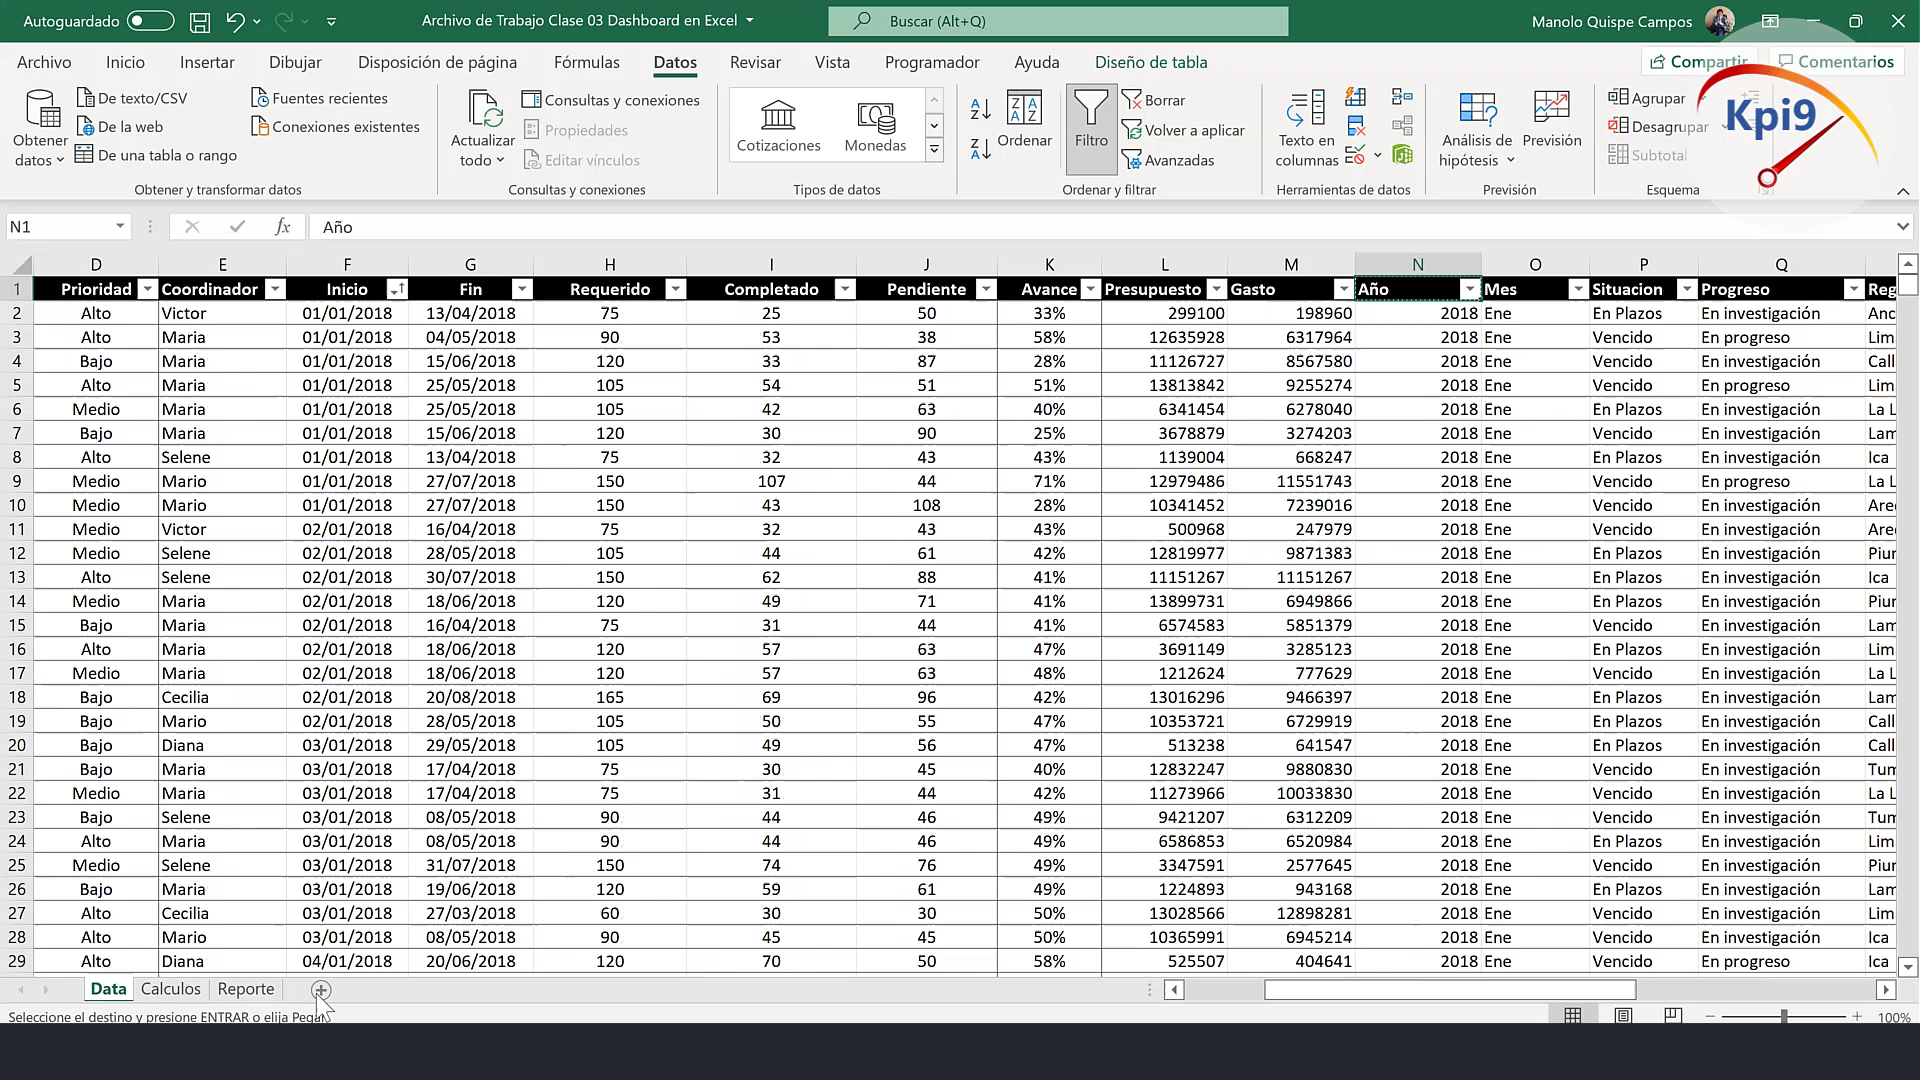 Autoguardado
Archivo de Trabajo Clase 03 Dashboard en Excel
Buscar (Alt+Q)
Manolo Quispe Campos
Archivo Inicio Insertar Dibujar Disposición de página Fórmulas Datos Revisar Vista Programador Ayuda Diseño de tabla
Compartir Comentarios
Obtener datos
De texto/CSV
De la web
De una tabla o rango
Fuentes recientes
Conexiones existentes
Obtener y transformar datos
Actualizar todo
Consultas y conexiones
Propiedades
Editar vínculos
Consultas y conexiones
Cotizaciones Monedas
Tipos de datos
Ordenar
Filtro
Borrar
Volver a aplicar
Avanzadas
Ordenar y filtrar
Texto en columnas
Herramientas de datos
Análisis de hipótesis
Previsión
Previsión
Agrupar
Desagrupar
Subtotal
Esquema
Kpi9
N1 fx Año
D E F G H I J K L M N O P Q
1 Prioridad Coordinador Inicio Fin Requerido Completado Pendiente Avance Presupuesto Gasto Año Mes Situacion Progreso Reg
2 Alto Victor 01/01/2018 13/04/2018 75 25 50 33% 299100 198960 2018 Ene En Plazos En investigación Anc
3 Alto Maria 01/01/2018 04/05/2018 90 53 38 58% 12635928 6317964 2018 Ene Vencido En progreso Lim
4 Bajo Maria 01/01/2018 15/06/2018 120 33 87 28% 11126727 8567580 2018 Ene Vencido En investigación Call
5 Alto Maria 01/01/2018 25/05/2018 105 54 51 51% 13813842 9255274 2018 Ene Vencido En progreso Lim
6 Medio Maria 01/01/2018 25/05/2018 105 42 63 40% 6341454 6278040 2018 Ene En Plazos En investigación La L
7 Bajo Maria 01/01/2018 15/06/2018 120 30 90 25% 3678879 3274203 2018 Ene Vencido En investigación Lam
8 Alto Selene 01/01/2018 13/04/2018 75 32 43 43% 1139004 668247 2018 Ene En Plazos En investigación Ica
9 Medio Mario 01/01/2018 27/07/2018 150 107 44 71% 12979486 11551743 2018 Ene Vencido En progreso La L
10 Medio Mario 01/01/2018 27/07/2018 150 43 108 28% 10341452 7239016 2018 Ene Vencido En investigación Are
11 Medio Victor 02/01/2018 16/04/2018 75 32 43 43% 500968 247979 2018 Ene Vencido En investigación Are
12 Medio Selene 02/01/2018 28/05/2018 105 44 61 42% 12819977 9871383 2018 Ene En Plazos En investigación Piur
13 Alto Selene 02/01/2018 30/07/2018 150 62 88 41% 11151267 11151267 2018 Ene En Plazos En investigación Ica
14 Medio Maria 02/01/2018 18/06/2018 120 49 71 41% 13899731 6949866 2018 Ene En Plazos En investigación Piur
15 Bajo Maria 02/01/2018 16/04/2018 75 31 44 41% 6574583 5851379 2018 Ene Vencido En investigación Lam
16 Alto Maria 02/01/2018 18/06/2018 120 57 63 47% 3691149 3285123 2018 Ene En Plazos En investigación Lim
17 Medio Maria 02/01/2018 18/06/2018 120 57 63 48% 1212624 777629 2018 Ene Vencido En investigación La L
18 Bajo Cecilia 02/01/2018 20/08/2018 165 69 96 42% 13016296 9466397 2018 Ene En Plazos En investigación Lam
19 Bajo Mario 02/01/2018 28/05/2018 105 50 55 47% 10353721 6729919 2018 Ene En Plazos En investigación Call
20 Bajo Diana 03/01/2018 29/05/2018 105 49 56 47% 513238 641547 2018 Ene En Plazos En investigación Call
21 Bajo Maria 03/01/2018 17/04/2018 75 30 45 40% 12832247 9880830 2018 Ene Vencido En investigación Tum
22 Medio Maria 03/01/2018 17/04/2018 75 31 44 42% 11273966 10033830 2018 Ene Vencido En investigación La L
23 Bajo Selene 03/01/2018 08/05/2018 90 44 46 49% 9421207 6312209 2018 Ene Vencido En investigación Tum
24 Alto Maria 03/01/2018 08/05/2018 90 44 46 49% 6586853 6520984 2018 Ene En Plazos En investigación Lim
25 Medio Selene 03/01/2018 31/07/2018 150 74 76 49% 3347591 2577645 2018 Ene Vencido En investigación Piur
26 Bajo Maria 03/01/2018 19/06/2018 120 59 61 49% 1224893 943168 2018 Ene En Plazos En investigación Lam
27 Alto Cecilia 03/01/2018 27/03/2018 60 30 30 50% 13028566 12898281 2018 Ene Vencido En investigación Lim
28 Alto Mario 03/01/2018 08/05/2018 90 45 45 50% 10365991 6945214 2018 Ene Vencido En investigación Ica
29 Alto Diana 04/01/2018 20/06/2018 120 70 50 58% 525507 404641 2018 Ene Vencido En progreso Ica
Data Calculos Reporte
Seleccione el destino y presione ENTRAR o elija Pegar
100%